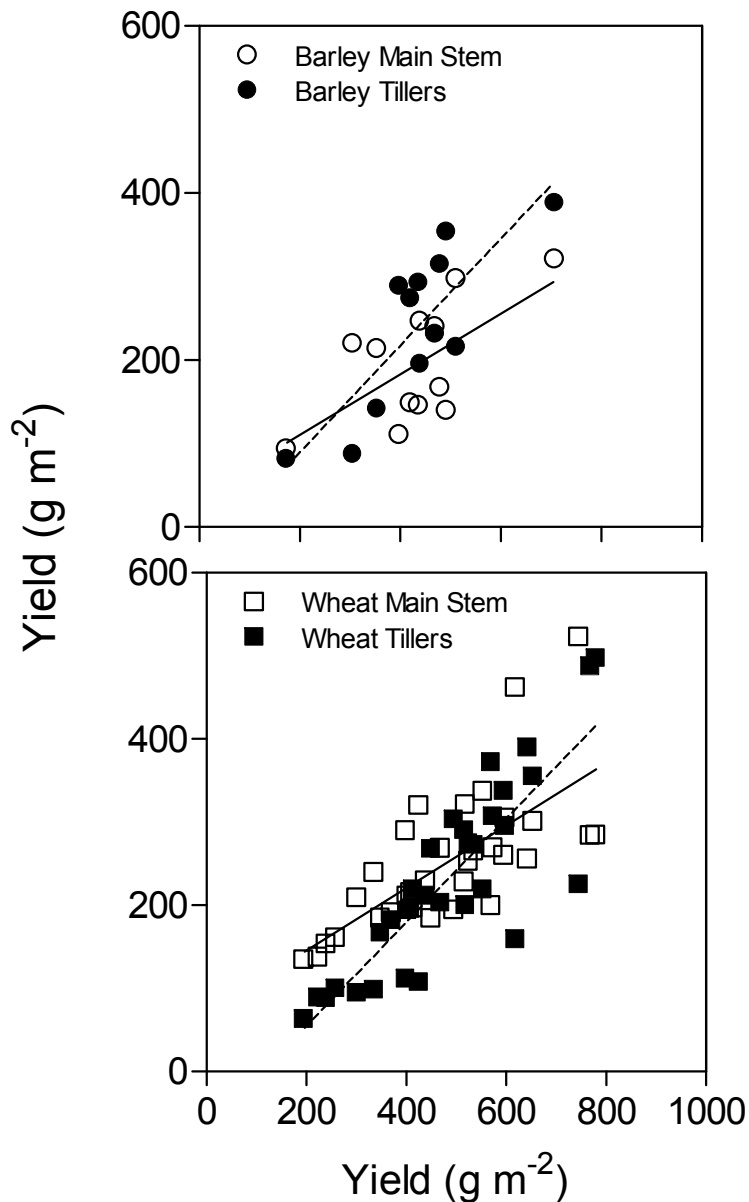 600
Barley Main Stem
Barley Tillers
400
200
0
Yield (g m-2)
600
Wheat Main Stem
Wheat Tillers
400
200
0
0 200 400 600 800 1000
Yield (g m-2)